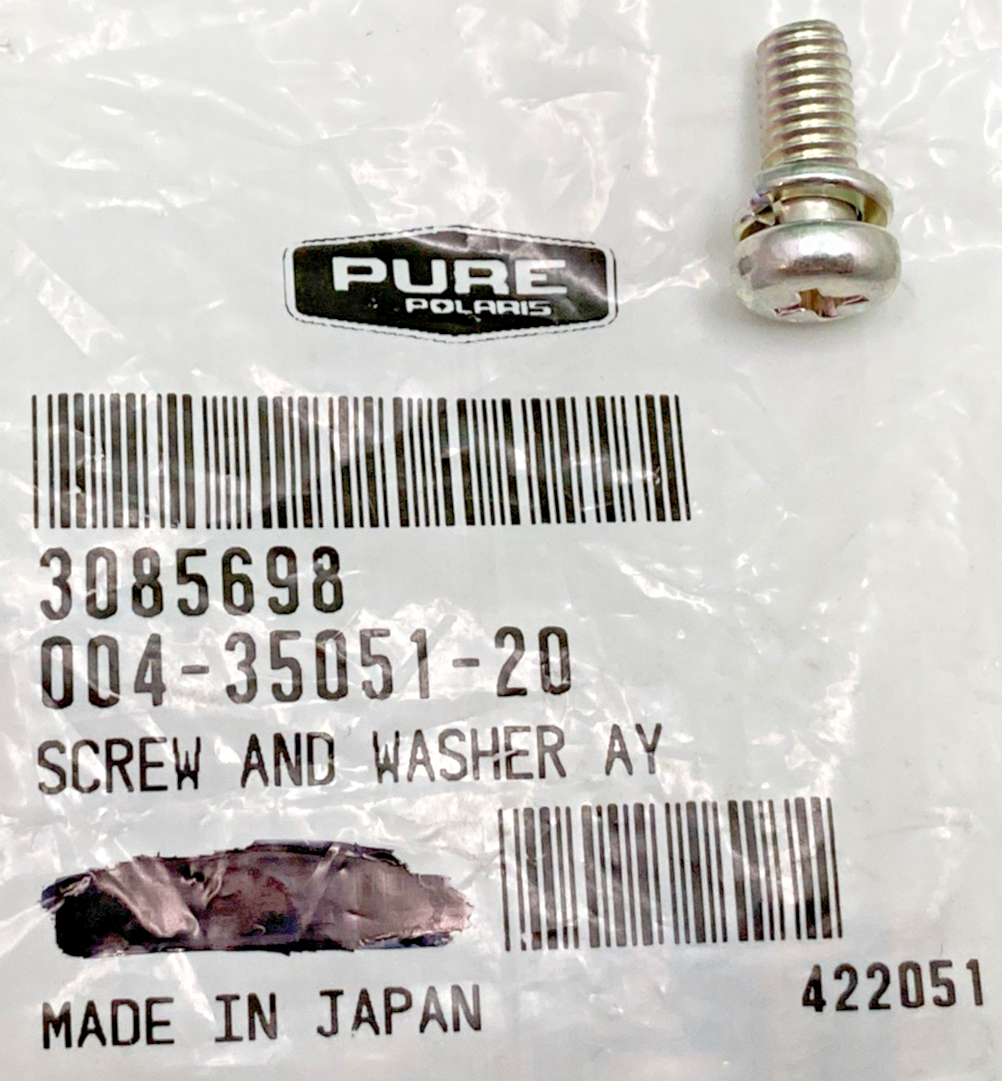 PURE
POLARIS
3085698
004-35051-20
SCREW AND WASHER AY
MADE IN JAPAN
422051